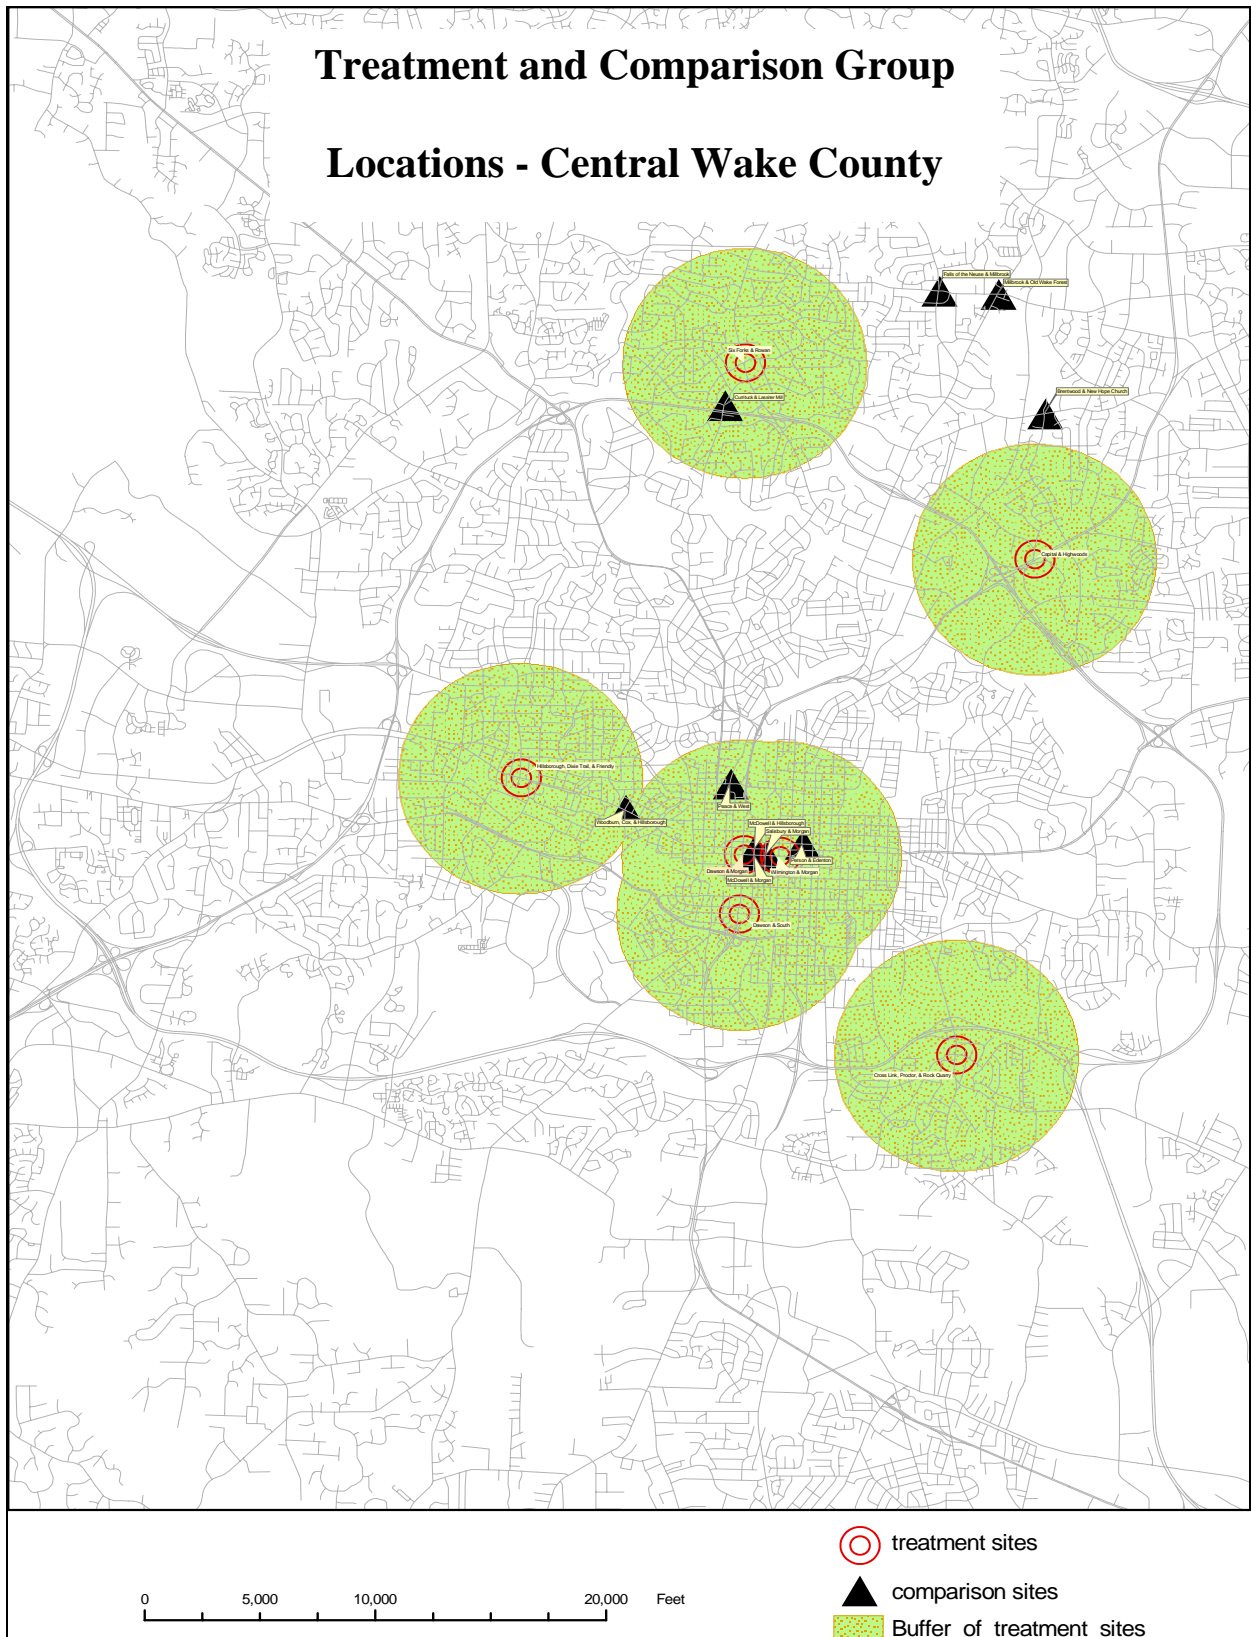 Treatment and Comparison Group
Locations - Central Wake County
Falls of the Neuse & Millbrook
Millbrook & Old Wake Forest
Six Forks & Rowan
Currituck & Lassiter Mill
Brentwood & New Hope Church
Capital & Highwoods
Hillsborough, Dixie Trail, & Friendly
Peace & West
Woodburn, Cox, & Hillsborough
McDowell & Hillsborough
Salisbury & Morgan
Person & Edenton
Dawson & Morgan
Wilmington & Morgan
McDowell & Morgan
Dawson & South
Cross Link, Proctor, & Rock Quarry
treatment sites
comparison sites
0 5,000 10,000 20,000 Feet
Buffer of treatment sites